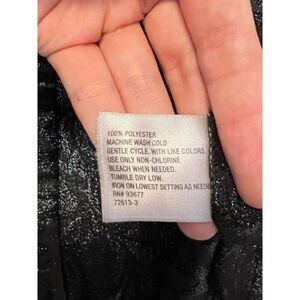 100% POLYESTER
MACHINE WASH COLD
GENTLE CYCLE, WITH LIKE COLORS.
USE ONLY NON-CHLORINE
BLEACH WHEN NEEDED.
TUMBLE DRY LOW.
IRON ON LOWEST SETTING AS NEEDE
RN# 93677
72613-3